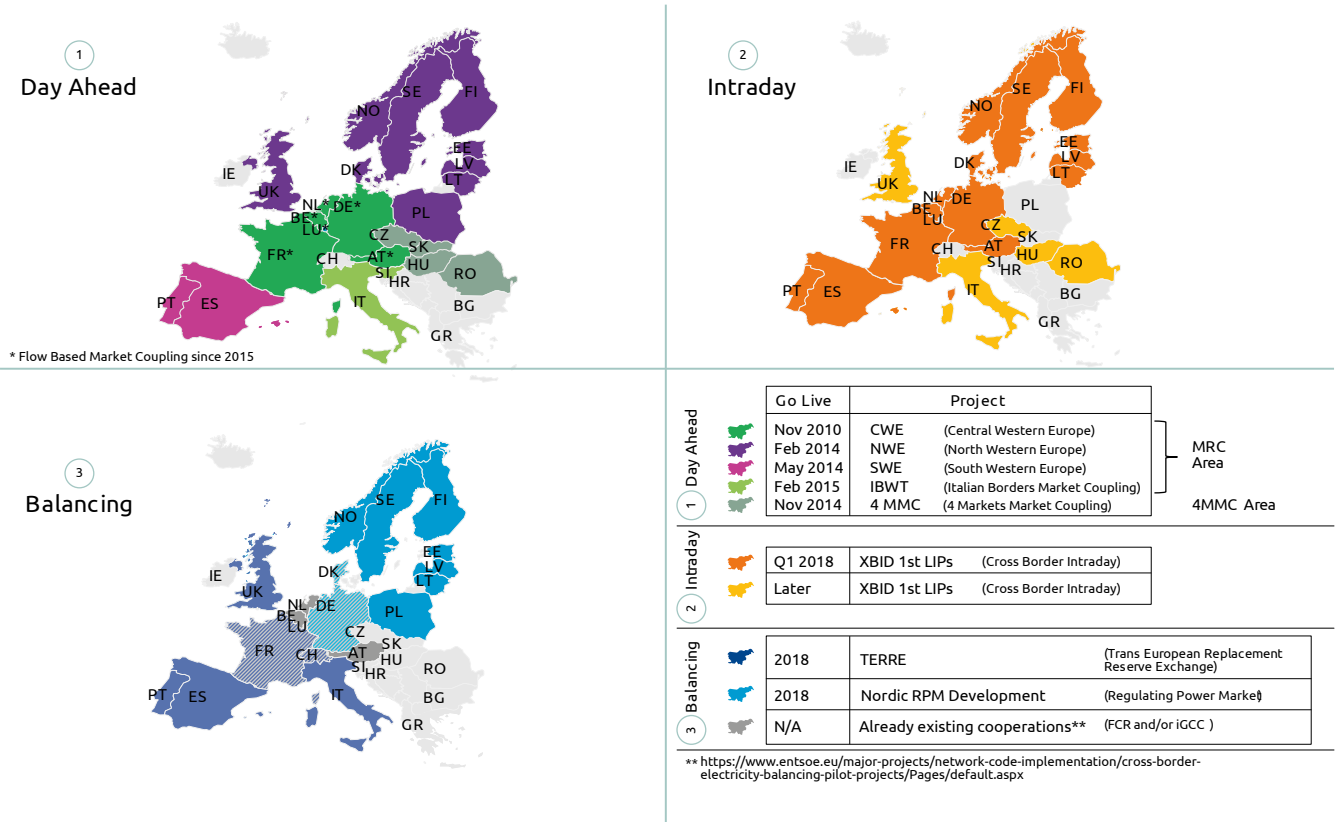 1
Day Ahead
NO
SE
FI
EE
LV
LT
DK
IE
UK
NL*
DE*
BE*
LU*
PL
CZ
SK
FR*
CH
AT*
HU
SI
HR
RO
PT
ES
IT
BG
GR
* Flow Based Market Coupling since 2015
2
Intraday
NO
SE
FI
EE
LV
LT
DK
IE
UK
NL
DE
BE
LU
PL
CZ
SK
FR
CH
AT
HU
SI
HR
RO
PT
ES
IT
BG
GR
3
Balancing
NO
SE
FI
EE
LV
LT
DK
IE
UK
NL
DE
BE
LU
PL
CZ
SK
FR
CH
AT
HU
SI
HR
RO
PT
ES
IT
BG
GR
1 Day Ahead
Go Live Project
Nov 2010 CWE (Central Western Europe)
Feb 2014 NWE (North Western Europe)
May 2014 SWE (South Western Europe)
Feb 2015 IBWT (Italian Borders Market Coupling)
Nov 2014 4 MMC (4 Markets Market Coupling)
MRC
Area
4MMC Area
2 Intraday
Q1 2018 XBID 1st LIPs (Cross Border Intraday)
Later XBID 1st LIPs (Cross Border Intraday)
3 Balancing
2018 TERRE (Trans European Replacement
Reserve Exchange)
2018 Nordic RPM Development (Regulating Power Market)
N/A Already existing cooperations** (FCR and/or iGCC )
** https://www.entsoe.eu/major-projects/network-code-implementation/cross-border-
electricity-balancing-pilot-projects/Pages/default.aspx